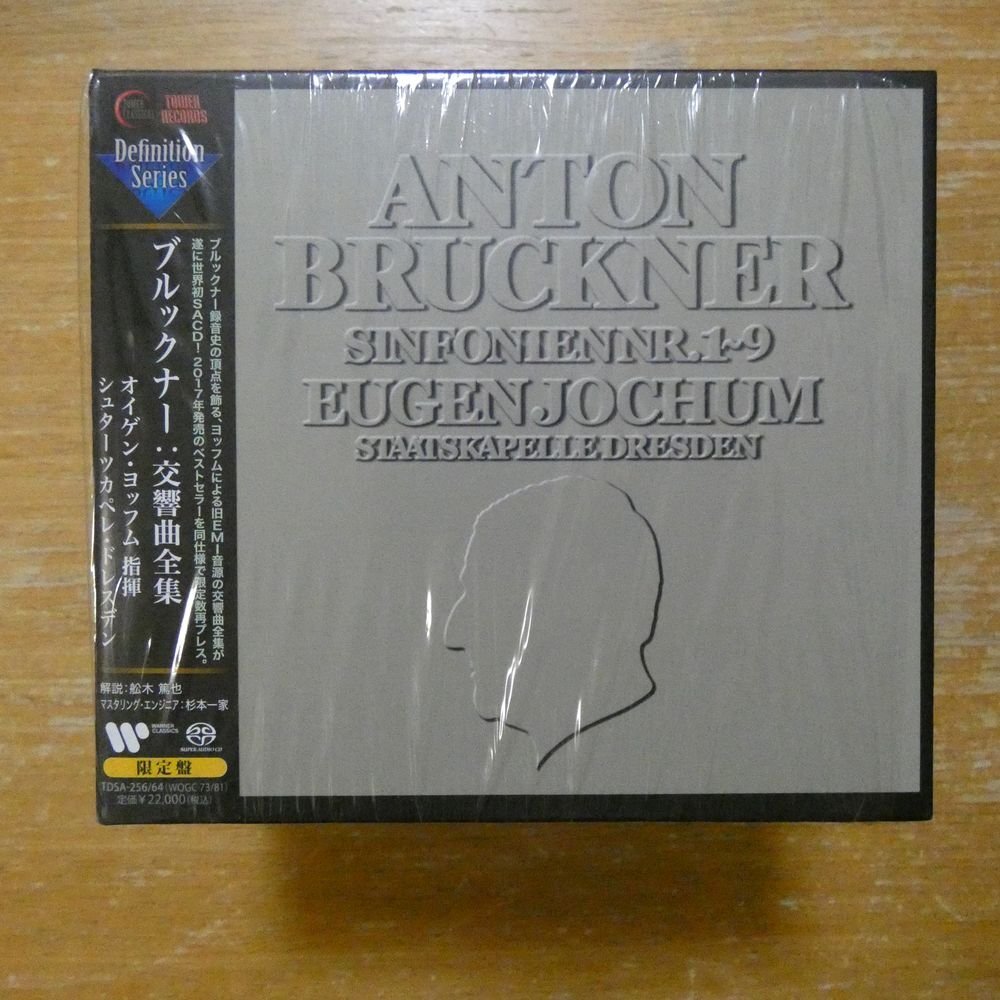 TOWER CLASSICAL
TOWER RECORDS
Definition
Series
ブルックナー録音史の頂点を飾る、ヨッフムによる旧EMI音源の交響曲全集が
遂に世界初SACD! 2017年発売のベストセラーを同仕様で限定数再プレス。
ブルックナー:交響曲全集
オイゲン・ヨッフム 指揮
シュターツカペレ・ドレスデン
解説:舩木 篤也
マスタリング・エンジニア:杉本一家
WARNER CLASSICS
SUPER AUDIO CD
限定盤
TDSA-256/64 (WQGC 73/81)
定価¥22,000(税込)
ANTON
BRUCKNER
SINFONIEN NR. 1~9
EUGEN JOCHUM
STAATSKAPELLE DRESDEN